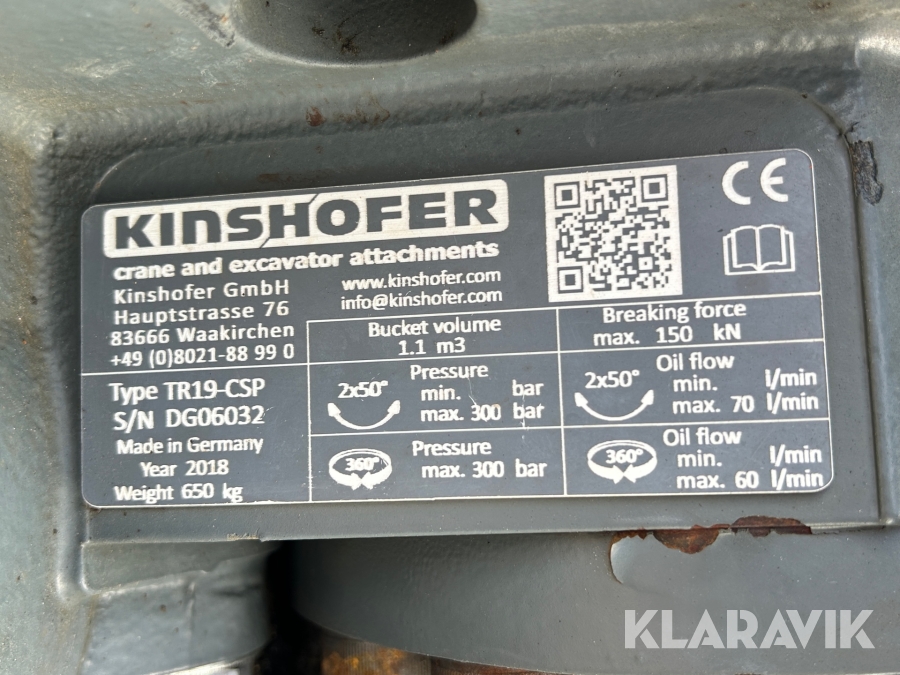 KINSHOFER
crane and excavator attachments
Kinshofer GmbH
Hauptstrasse 76
83666 Waakirchen
+49 (0)8021-88 99 0
www.kinshofer.com
info@kinshofer.com
CE
Bucket volume
1.1 m3
Breaking force
max. 150 kN
Type TR19-CSP
S/N DG06032
Made in Germany
Year 2018
Weight 650 kg
2x50°
Pressure
min. bar
max. 300 bar
2x50°
Oil flow
min. l/min
max. 70 l/min
360°
Pressure
max. 300 bar
360°
Oil flow
min. l/min
max. 60 l/min
KLARAVIK